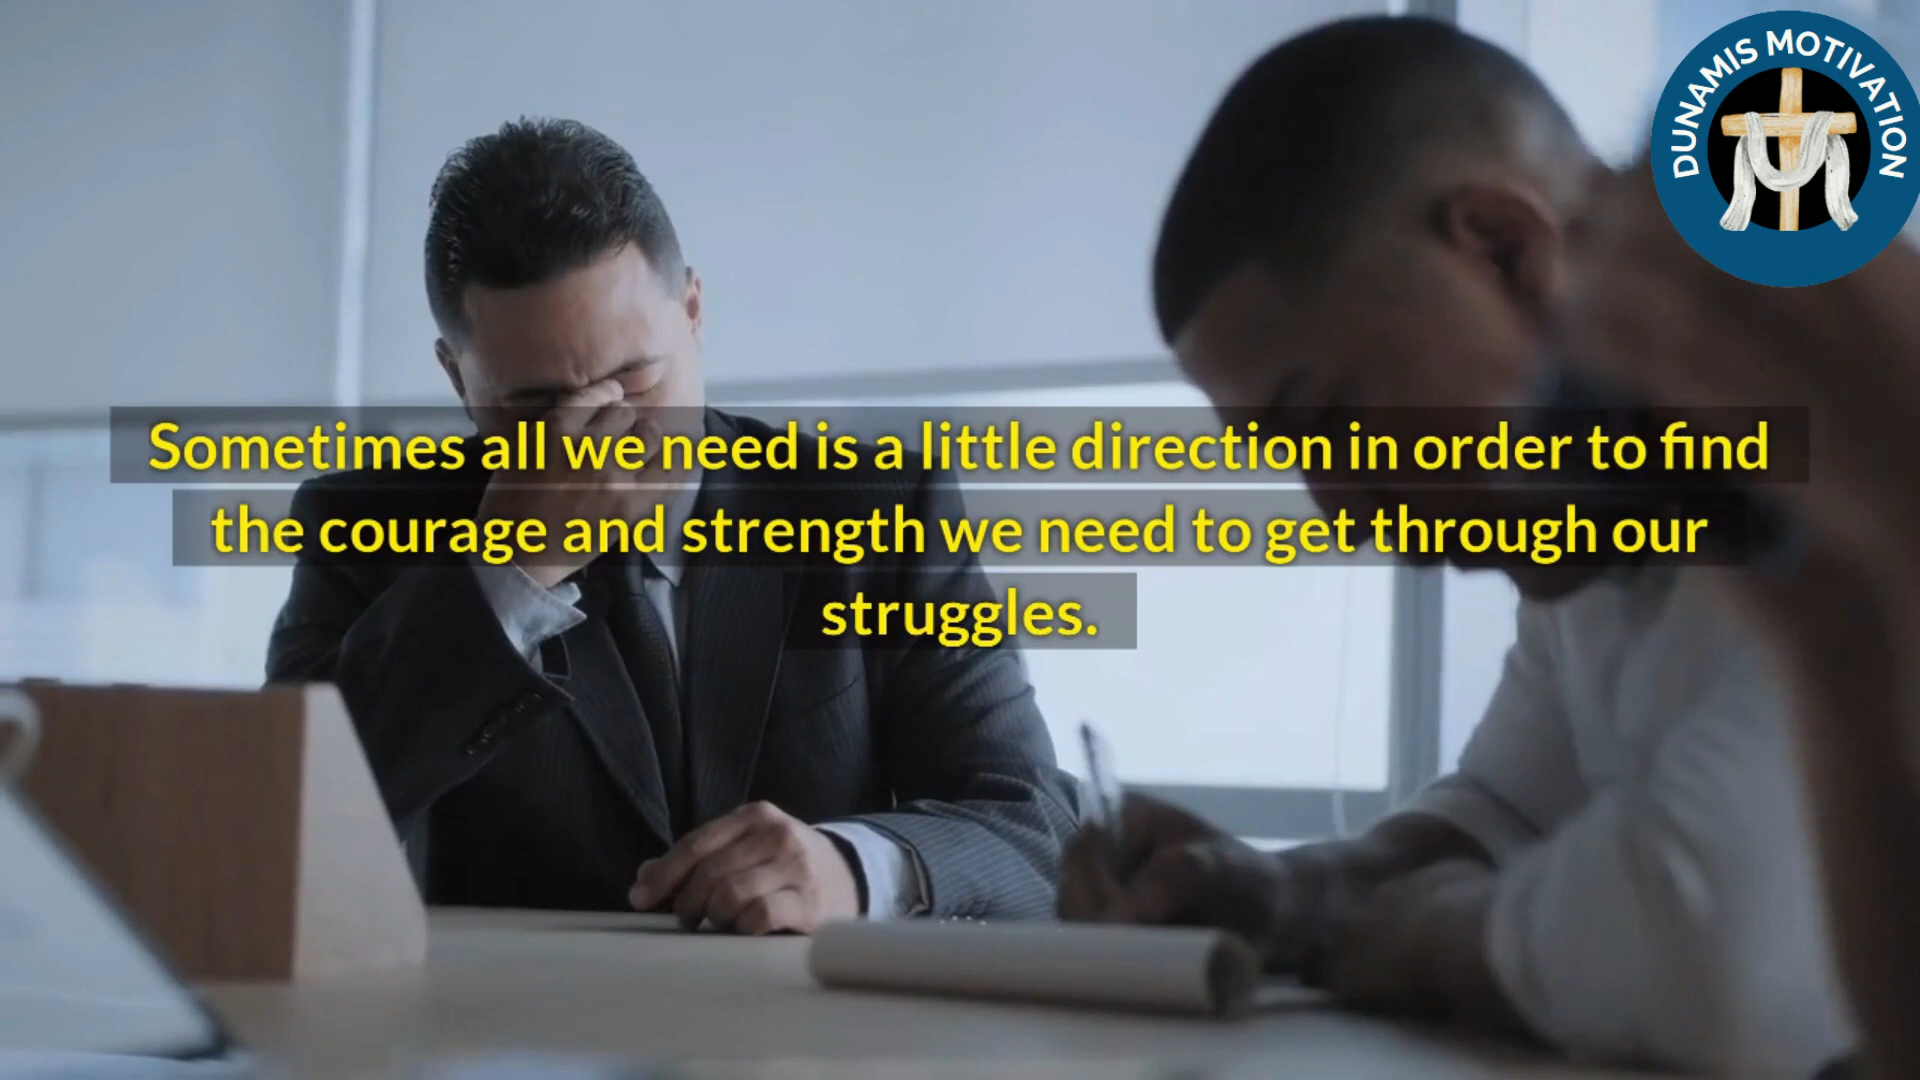 DUNAMIS MOTIVATION
Sometimes all we need is a little direction in order to find
the courage and strength we need to get through our
struggles.